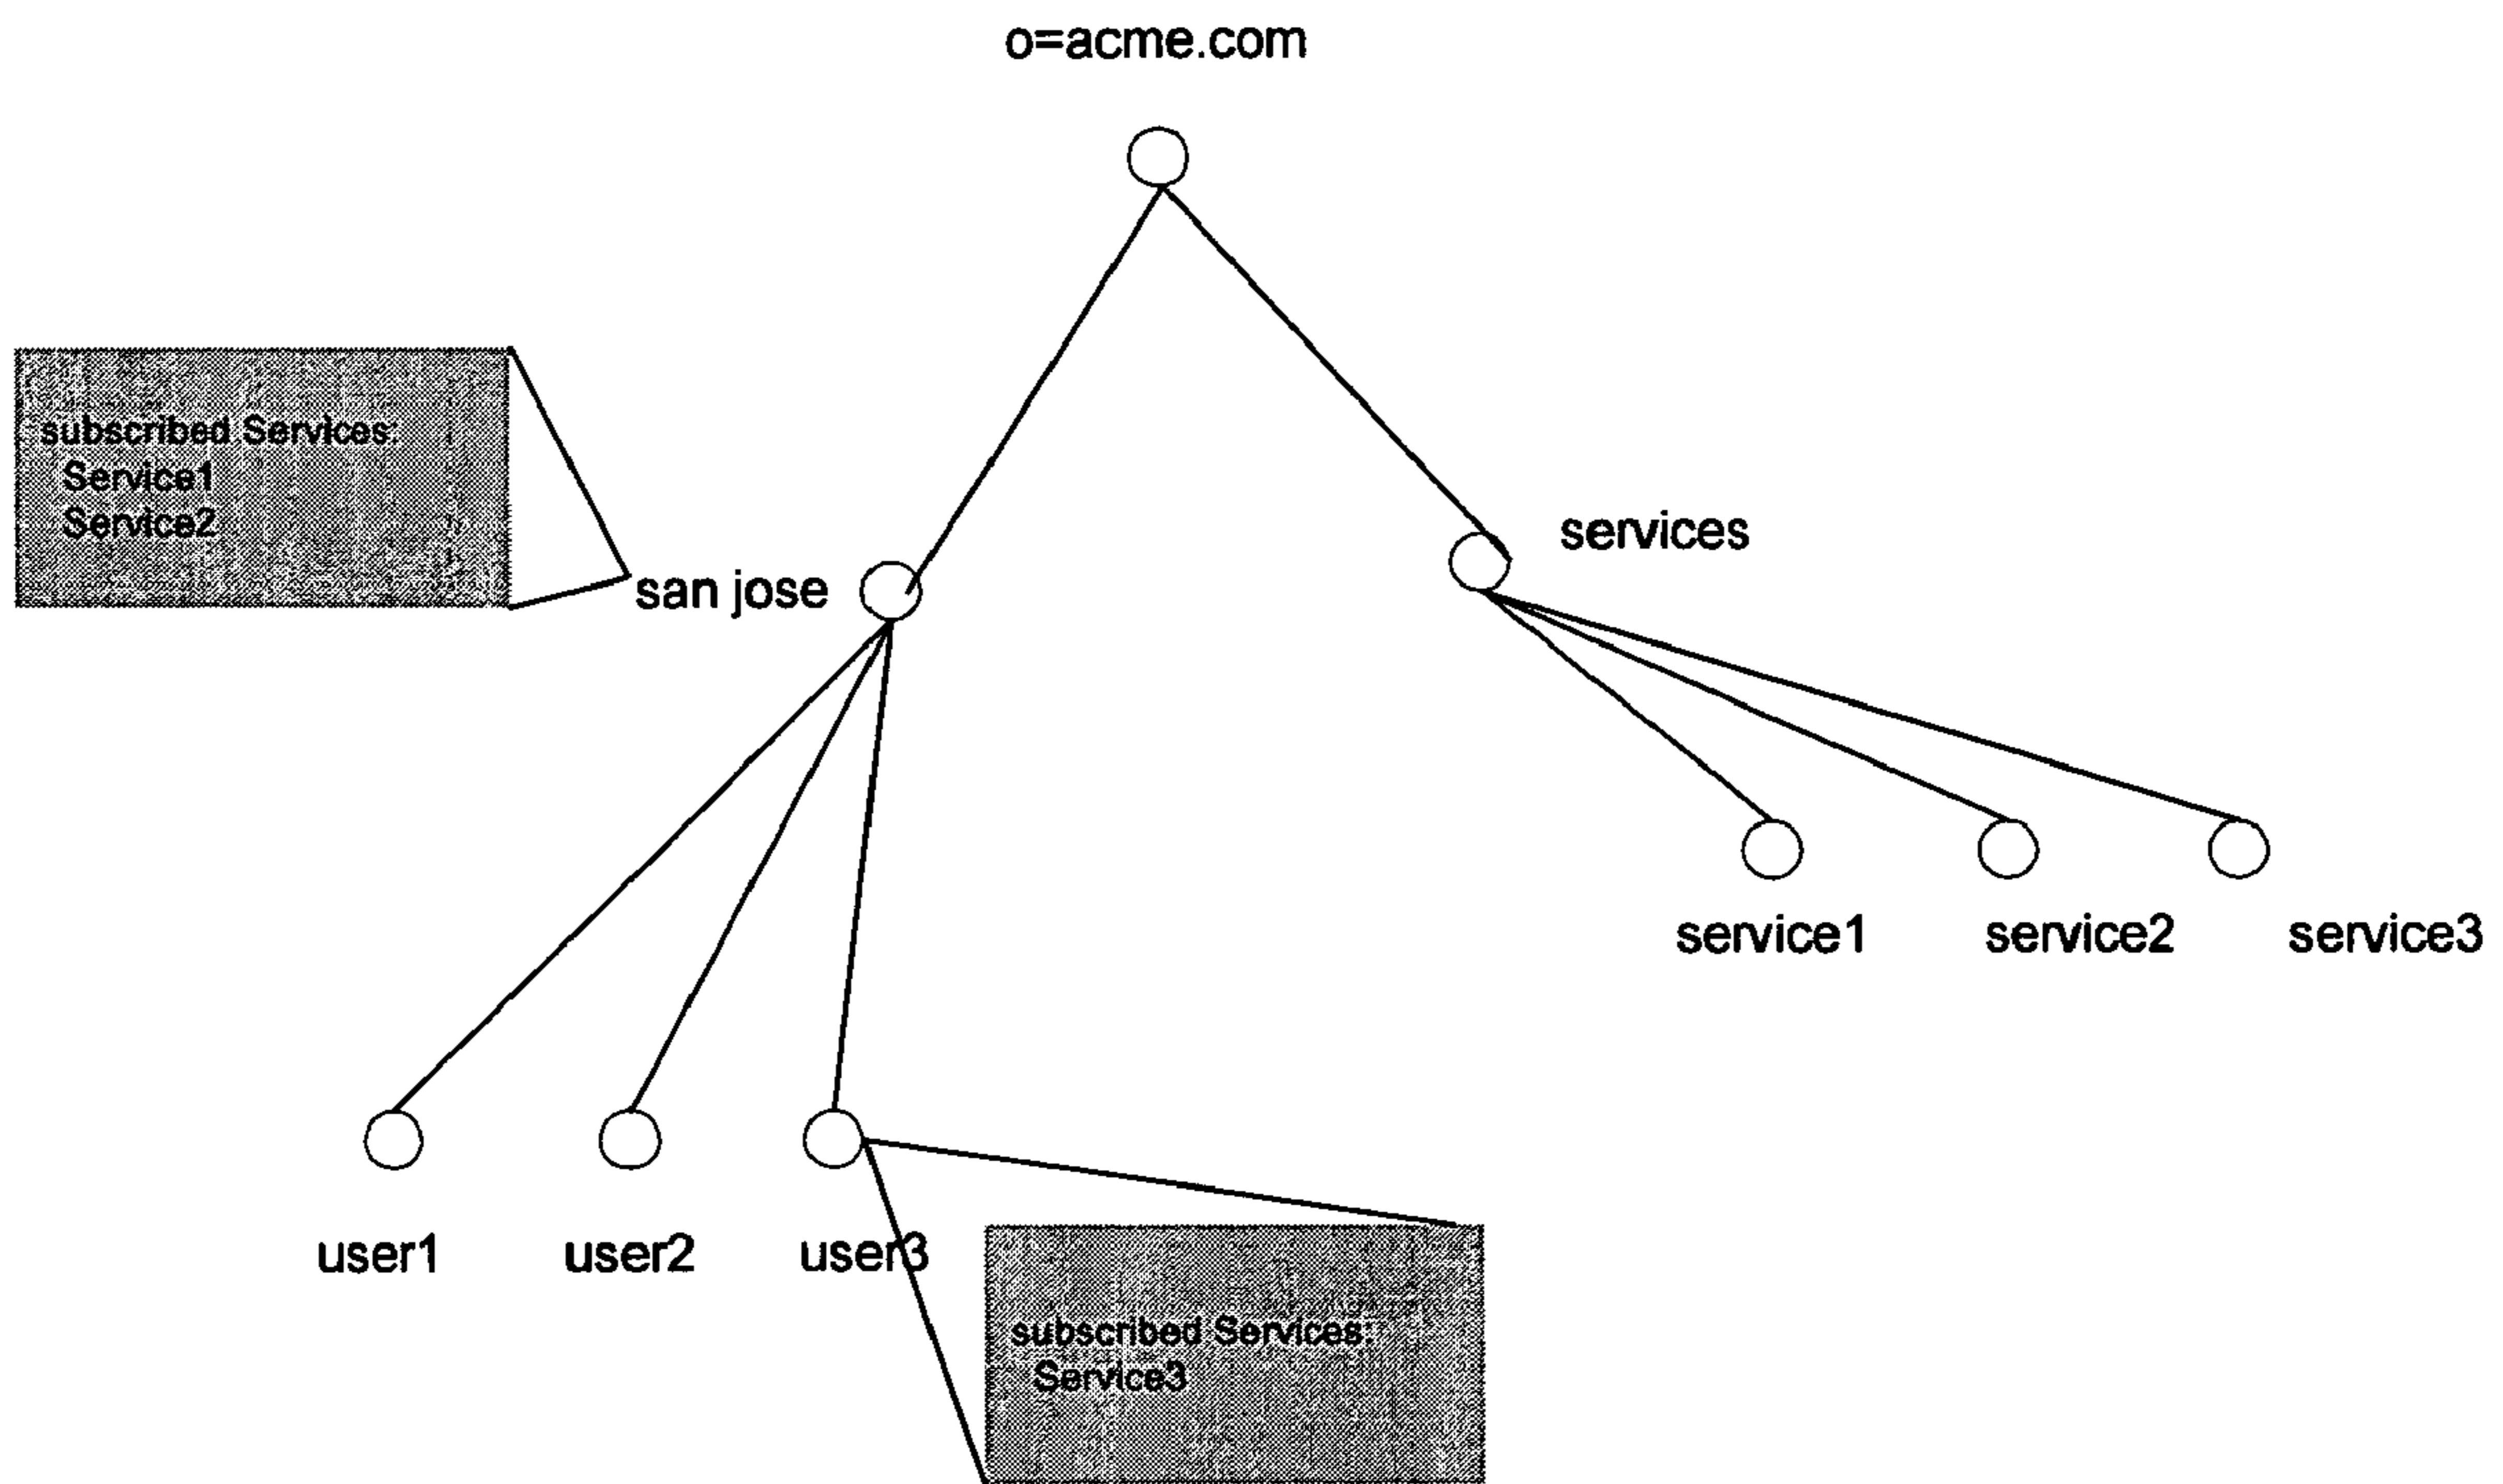 o=acme.com
subscribed Services:
Service1
Service2
san jose
services
service1
service2
service3
user1
user2
user3
subscribed Services:
Service3